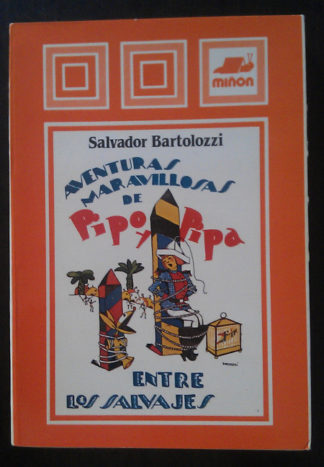 miñon
Salvador Bartolozzi
AVENTURAS
MARAVILLOSAS
DE
Pipo y Pipa
ENTRE
LOS SALVAJES